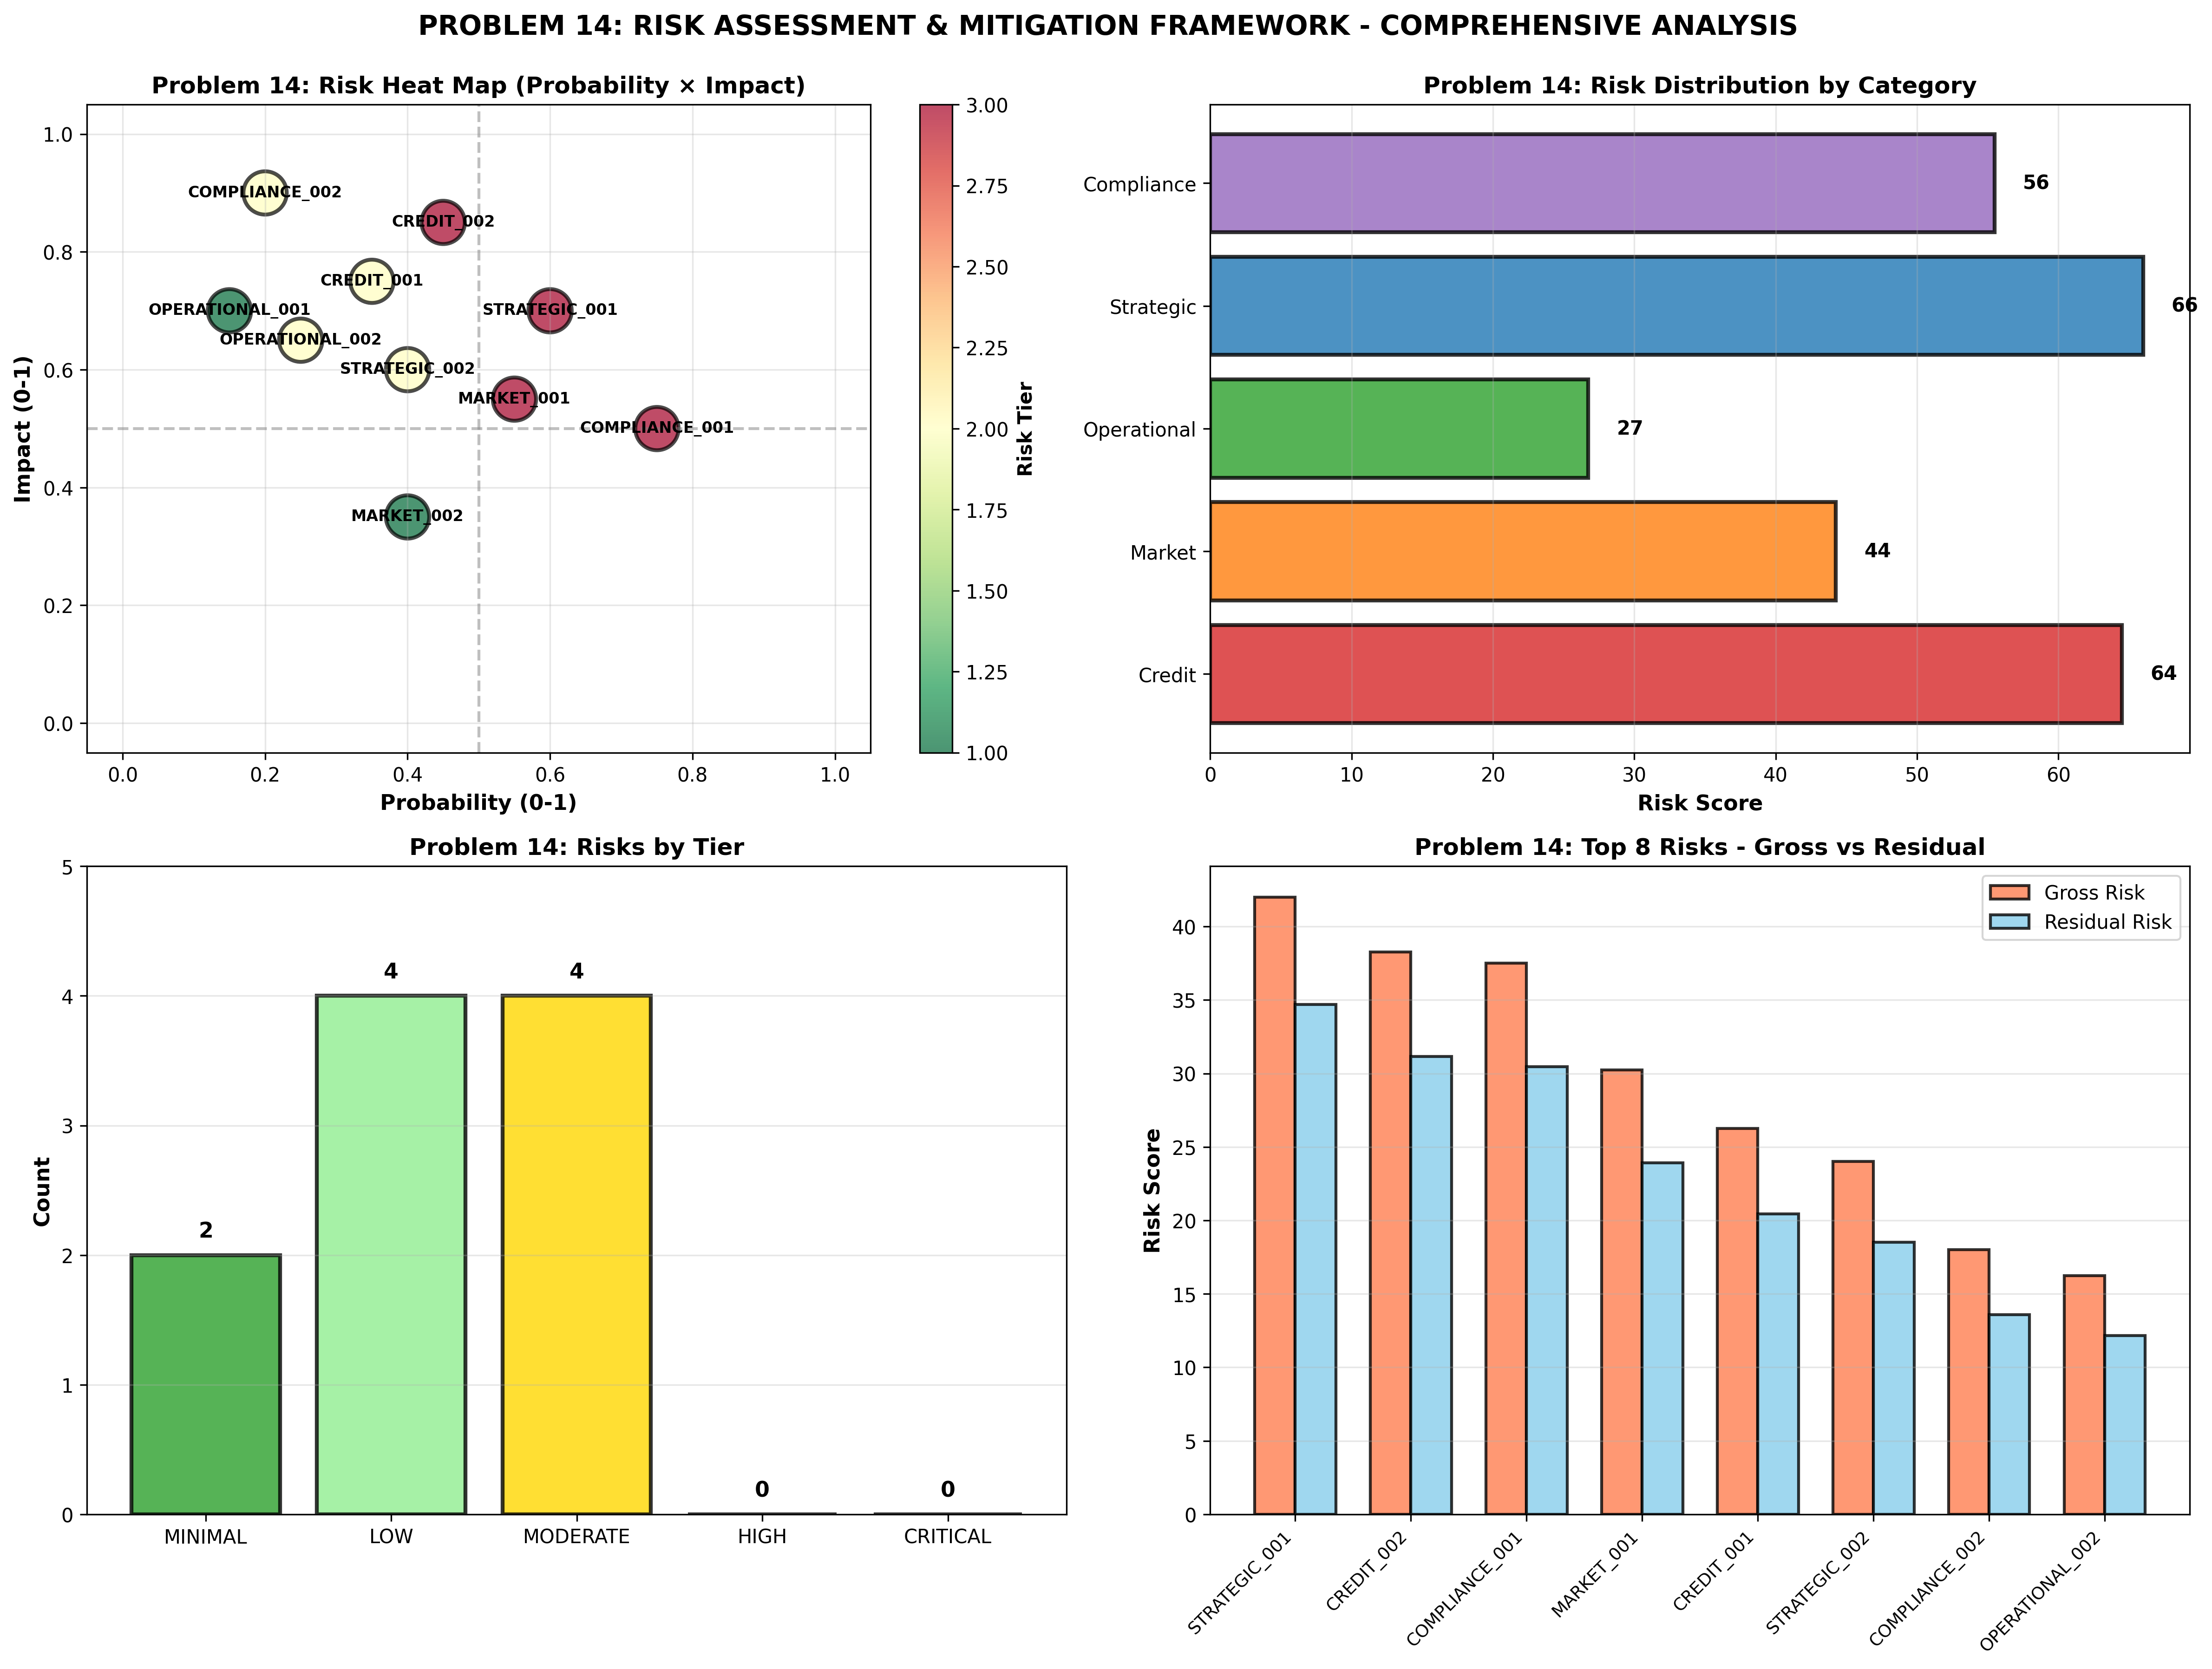 PROBLEM 14: RISK ASSESSMENT & MITIGATION FRAMEWORK - COMPREHENSIVE ANALYSIS
Problem 14: Risk Heat Map (Probability × Impact)
Impact (0-1)
1.0
0.8
0.6
0.4
0.2
0.0
COMPLIANCE_002
CREDIT_002
CREDIT_001
OPERATIONAL_001
STRATEGIC_001
OPERATIONAL_002
STRATEGIC_002
MARKET_001
COMPLIANCE_001
MARKET_002
0.0
0.2
0.4
0.6
0.8
1.0
Probability (0-1)
3.00
2.75
2.50
2.25
2.00
1.75
1.50
1.25
1.00
Risk Tier
Problem 14: Risk Distribution by Category
Compliance
56
Strategic
66
Operational
27
Market
44
Credit
64
0
10
20
30
40
50
60
Risk Score
Problem 14: Risks by Tier
Count
5
4
3
2
1
0
2
4
4
0
0
MINIMAL
LOW
MODERATE
HIGH
CRITICAL
Problem 14: Top 8 Risks - Gross vs Residual
Gross Risk
Residual Risk
Risk Score
40
35
30
25
20
15
10
5
0
STRATEGIC_001
CREDIT_002
COMPLIANCE_001
MARKET_001
CREDIT_001
STRATEGIC_002
COMPLIANCE_002
OPERATIONAL_002